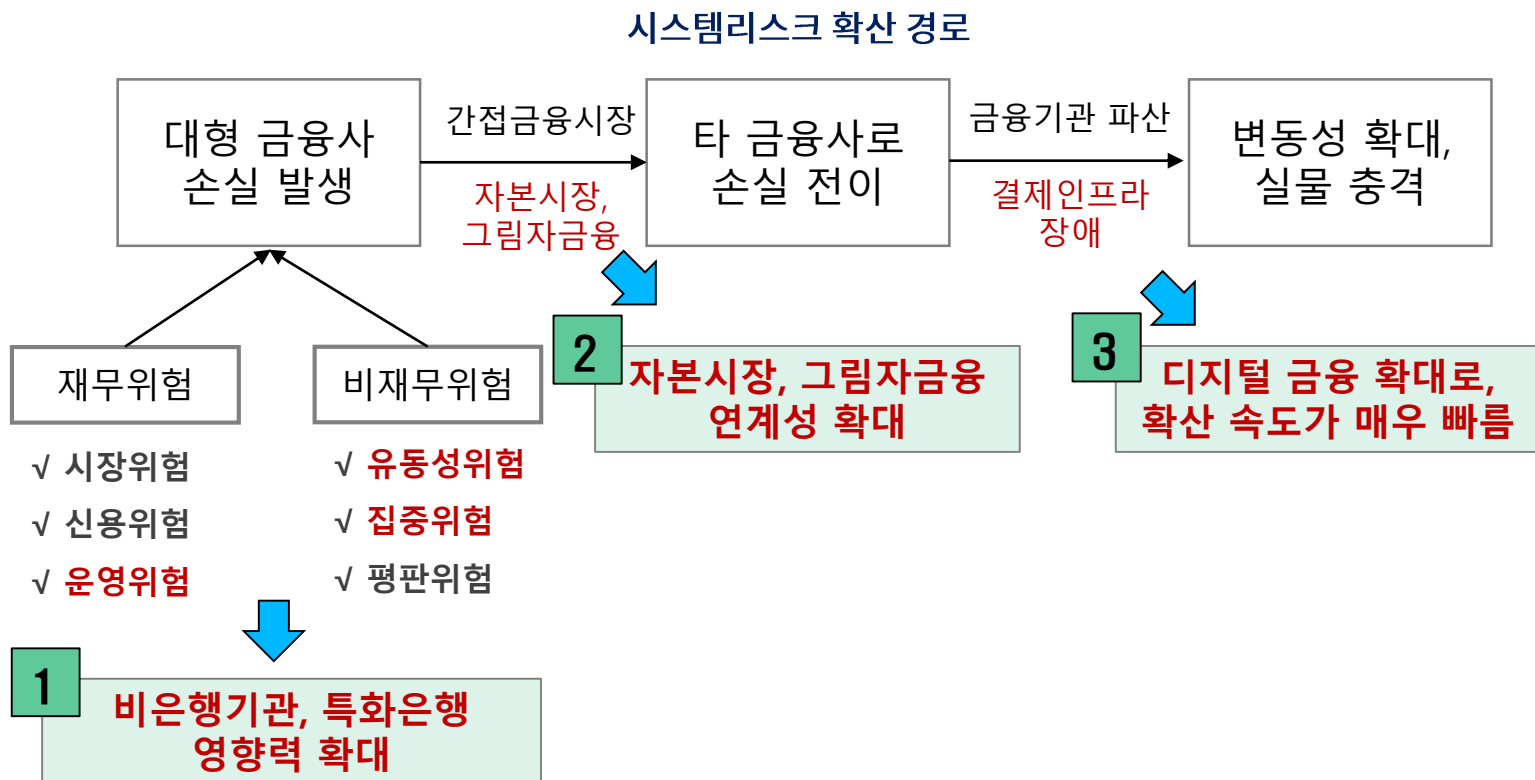 시스템리스크 확산 경로
대형 금융사
손실 발생
간접금융시장
자본시장,
그림자금융
타 금융사로
손실 전이
금융기관 파산
결제인프라
장애
변동성 확대,
실물 충격
재무위험
√ 시장위험
√ 신용위험
√ 운영위험
비재무위험
√ 유동성위험
√ 집중위험
√ 평판위험
1
비은행기관, 특화은행
영향력 확대
2
자본시장, 그림자금융
연계성 확대
3
디지털 금융 확대로,
확산 속도가 매우 빠름